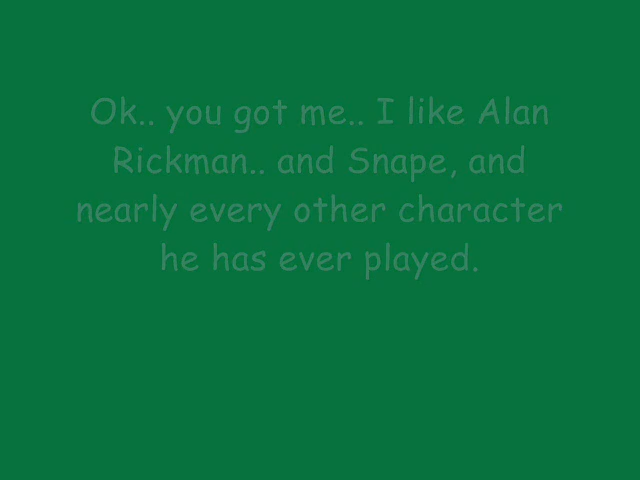 Ok.. you got me.. I like Alan
Rickman.. and Snape, and
nearly every other character
he has ever played.